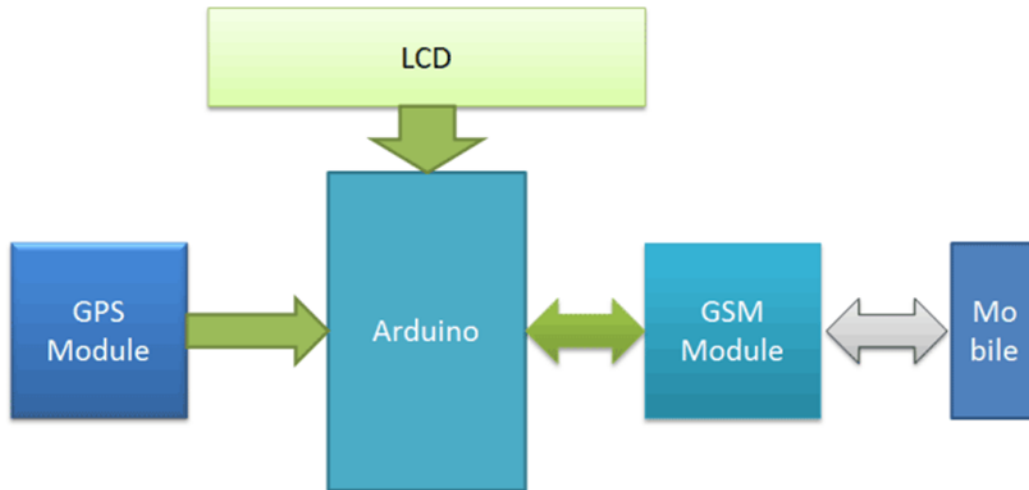 LCD
GPS
Module
Arduino
GSM
Module
Mo
bile